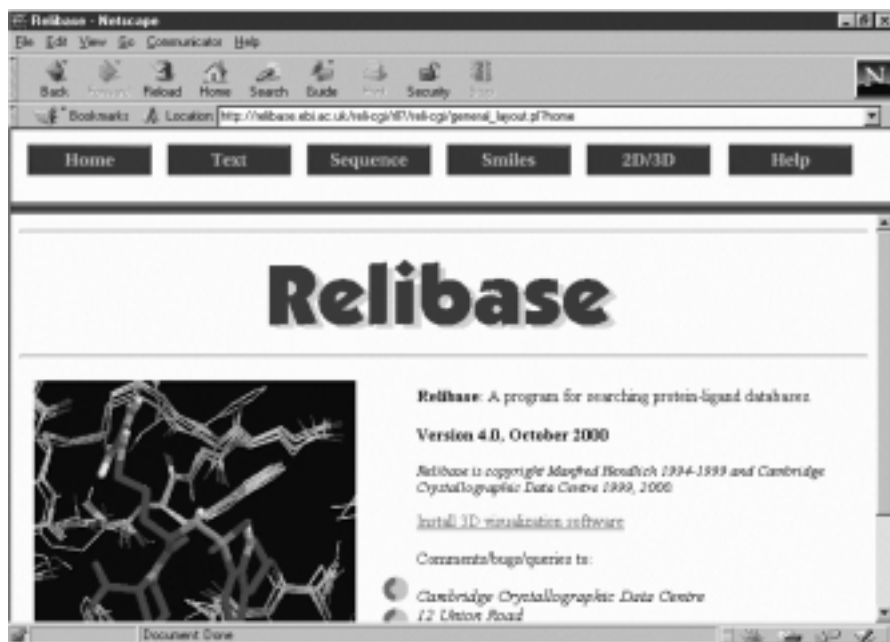 Relibase - Netscape
File Edit View Go Communicator Help
Back Forward Reload Home Search Guide Print Security Stop
N
Bookmarks Location: http://relibase.ebi.ac.uk/reli-cgi/rll?/reli-cgi/general_layout.pl?home
Home Text Sequence Smiles 2D/3D Help
Relibase
Relibase: A program for searching protein-ligand databases.
Version 4.0, October 2000
Relibase is copyright Manfred Hendlich 1994-1999 and Cambridge
Crystallographic Data Centre 1999, 2000
Install 3D visualization software
Comments/bugs/queries to:
Cambridge Crystallographic Data Centre
12 Union Road
Document Done